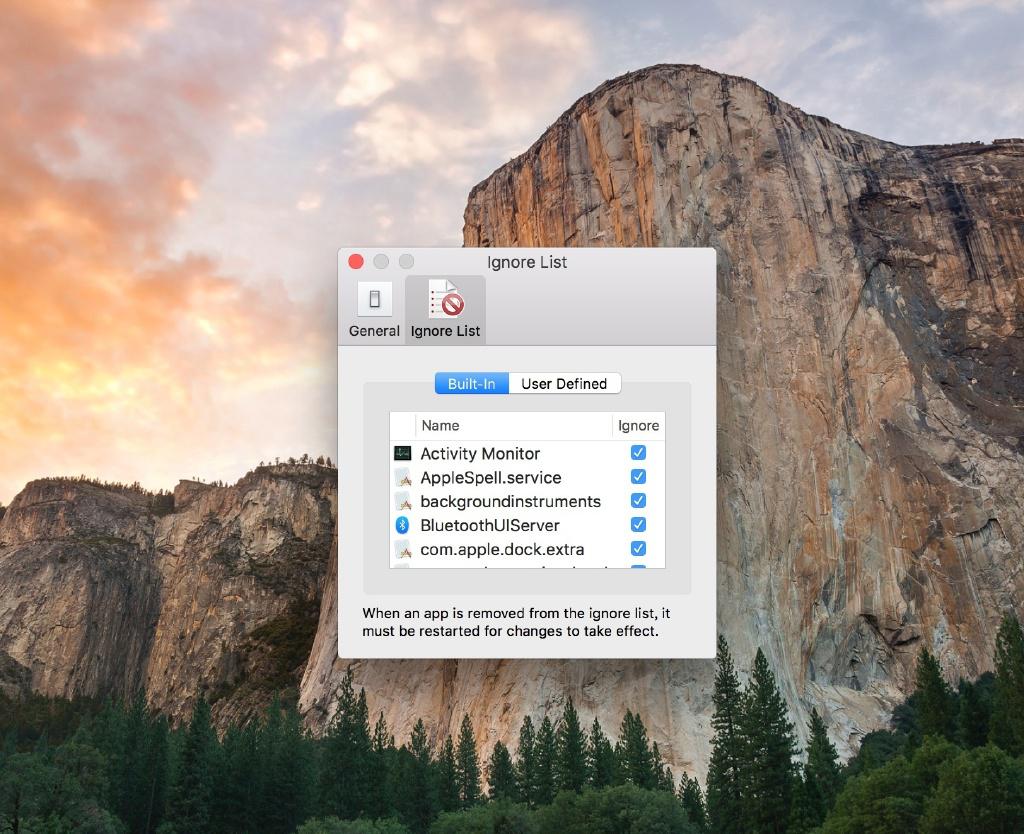 Ignore List
General Ignore List
Built-In User Defined
Name Ignore
Activity Monitor
AppleSpell.service
backgroundinstruments
BluetoothUIServer
com.apple.dock.extra
When an app is removed from the ignore list, it
must be restarted for changes to take effect.